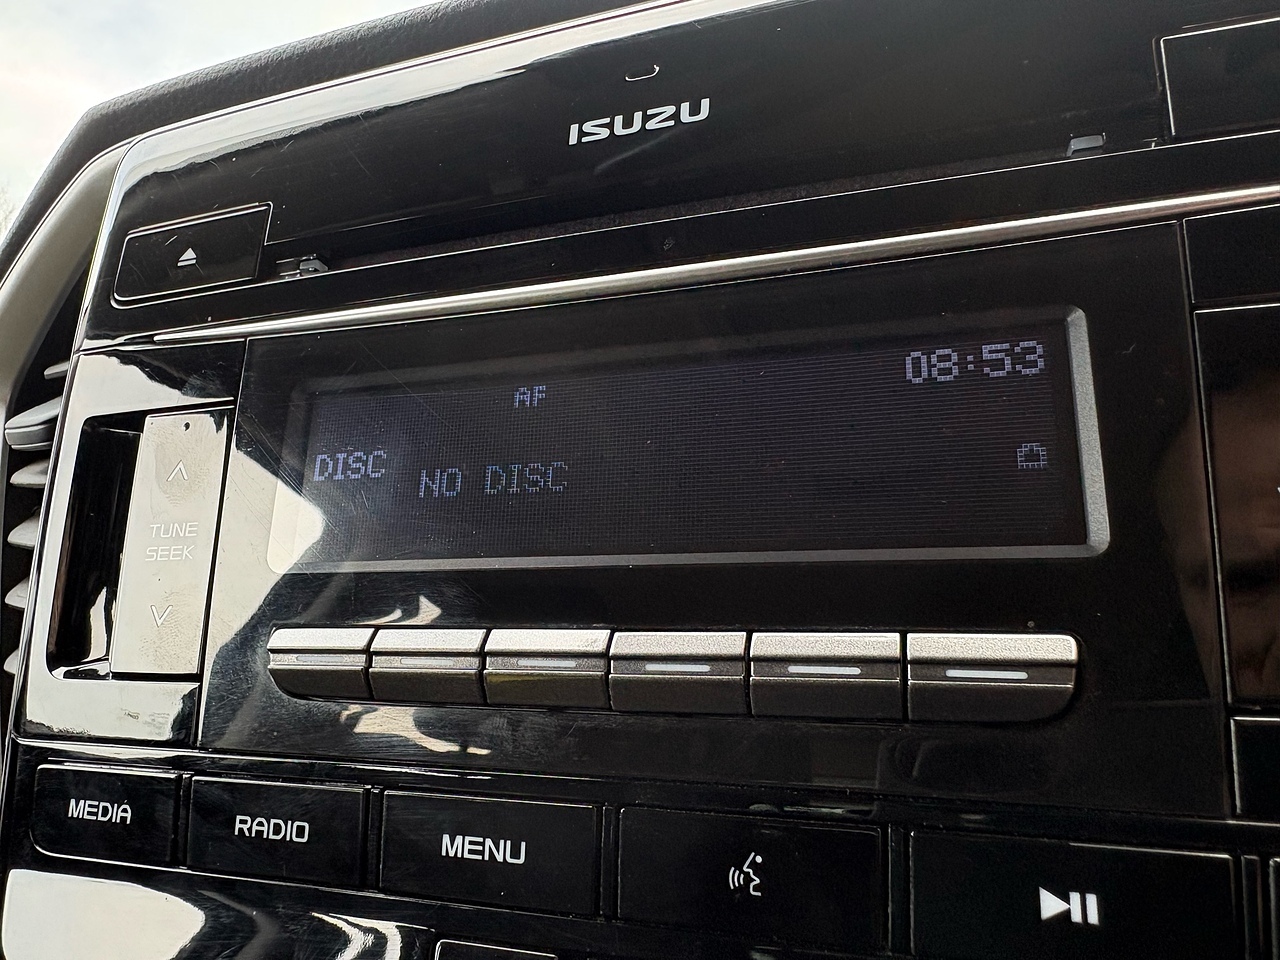 ISUZU
08:53
AF
DISC
NO DISC
TUNE
SEEK
MEDIA
RADIO
MENU